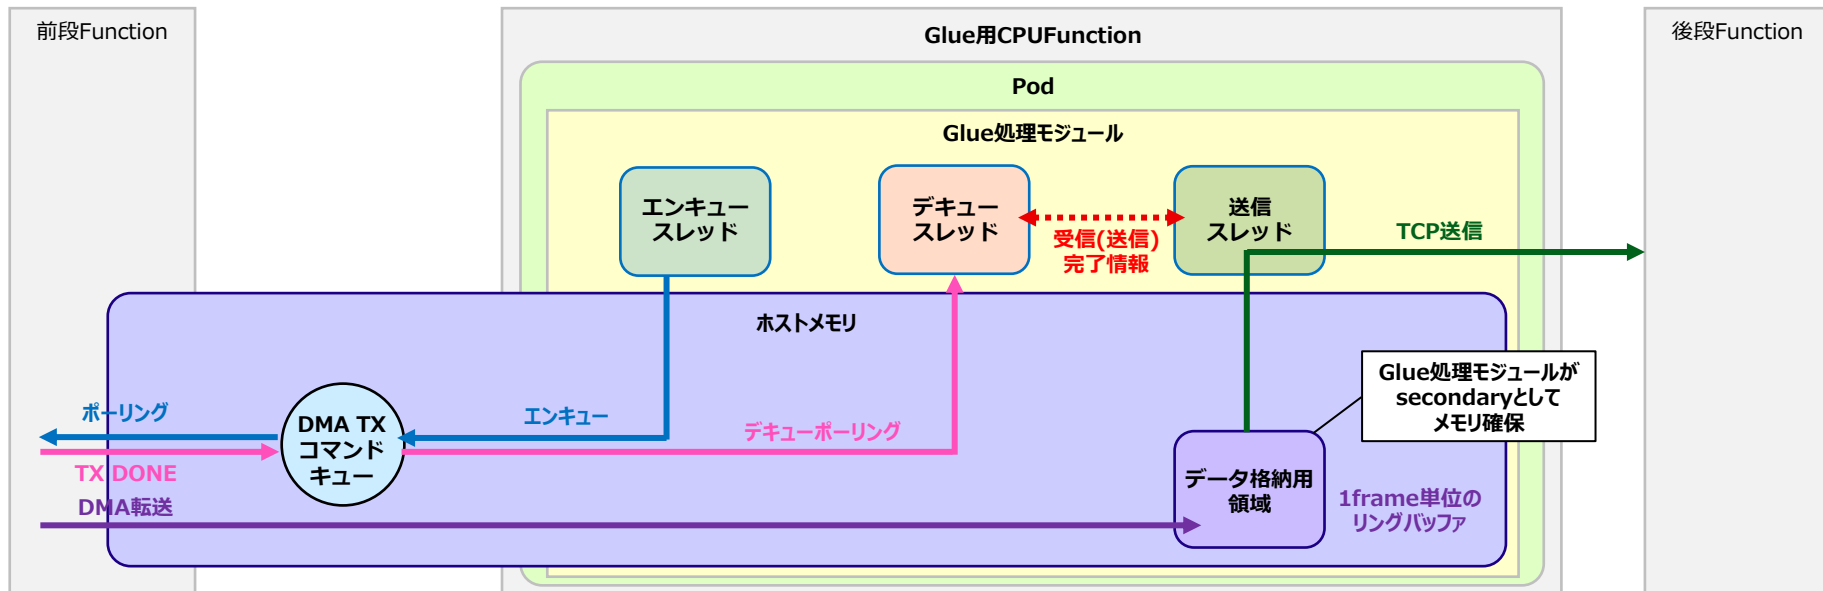 前段Function
Glue用CPUFunction
後段Function
Pod
Glue処理モジュール
エンキュー
スレッド
デキュー
スレッド
送信
スレッド
受信(送信)
完了情報
TCP送信
ホストメモリ
Glue処理モジュールが
secondaryとして
メモリ確保
ポーリング
DMA TX
コマンド
キュー
エンキュー
デキューポーリング
TX DONE
DMA転送
データ格納用
領域
1frame単位の
リングバッファ